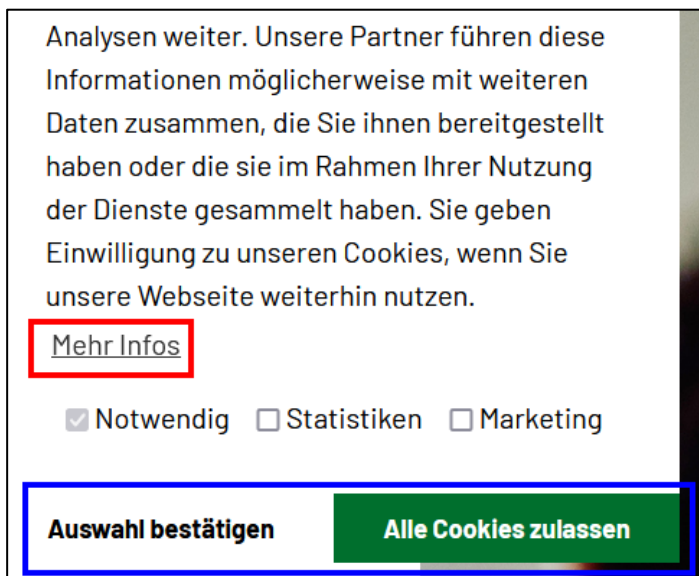 Analysen weiter. Unsere Partner führen diese
Informationen möglicherweise mit weiteren
Daten zusammen, die Sie ihnen bereitgestellt
haben oder die sie im Rahmen Ihrer Nutzung
der Dienste gesammelt haben. Sie geben
Einwilligung zu unseren Cookies, wenn Sie
unsere Webseite weiterhin nutzen.
Mehr Infos
Notwendig Statistiken Marketing
Auswahl bestätigen Alle Cookies zulassen